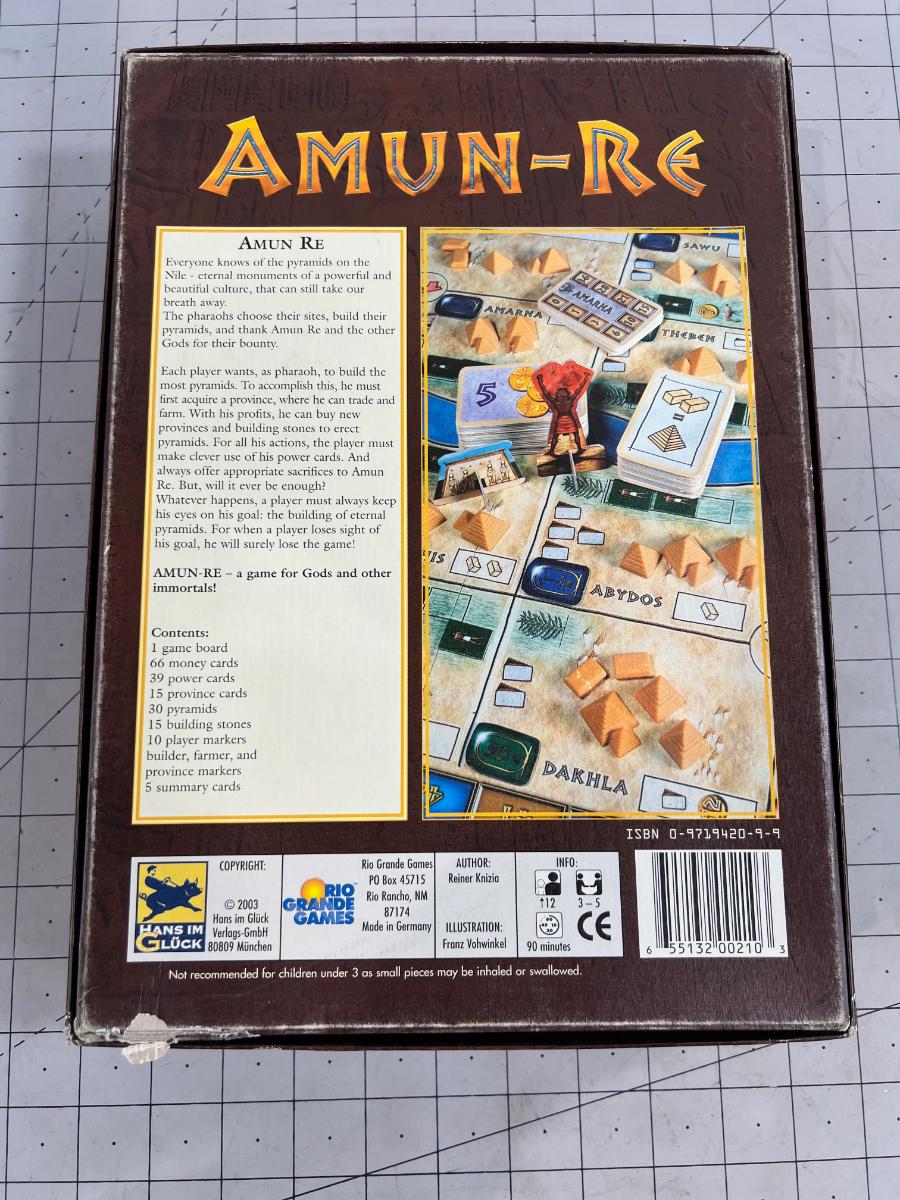 AMUN-RE
AMUN RE
Everyone knows of the pyramids on the
Nile - eternal monuments of a powerful and
beautiful culture, that can still take our
breath away.
The pharaohs choose their sites, build their
pyramids, and thank Amun Re and the other
Gods for their bounty.
Each player wants, as pharaoh, to build the
most pyramids. To accomplish this, he must
first acquire a province, where he can trade and
farm. With his profits, he can buy new
provinces and building stones to erect
pyramids. For all his actions, the player must
make clever use of his power cards. And
always offer appropriate sacrifices to Amun
Re. But, will it ever be enough?
Whatever happens, a player must always keep
his eyes on his goal: the building of eternal
pyramids. For when a player loses sight of
his goal, he will surely lose the game!
AMUN-RE – a game for Gods and other
immortals!
Contents:
1 game board
66 money cards
39 power cards
15 province cards
30 pyramids
15 building stones
10 player markers
builder, farmer, and
province markers
5 summary cards
SAWU
AMARNA
AMARNA
THEBEN
5
=
VIS
ABYDOS
DAKHLA
ISBN 0-9719420-9-9
HANS IM
GLÜCK
COPYRIGHT:
© 2003
Hans im Glück
Verlags-GmbH
80809 München
RIO
GRANDE
GAMES
Rio Grande Games
PO Box 45715
Rio Rancho, NM
87174
Made in Germany
AUTHOR:
Reiner Knizia
ILLUSTRATION:
Franz Vohwinkel
INFO:
↑12 3 – 5
90 minutes
CE
6 55132 00210 3
Not recommended for children under 3 as small pieces may be inhaled or swallowed.